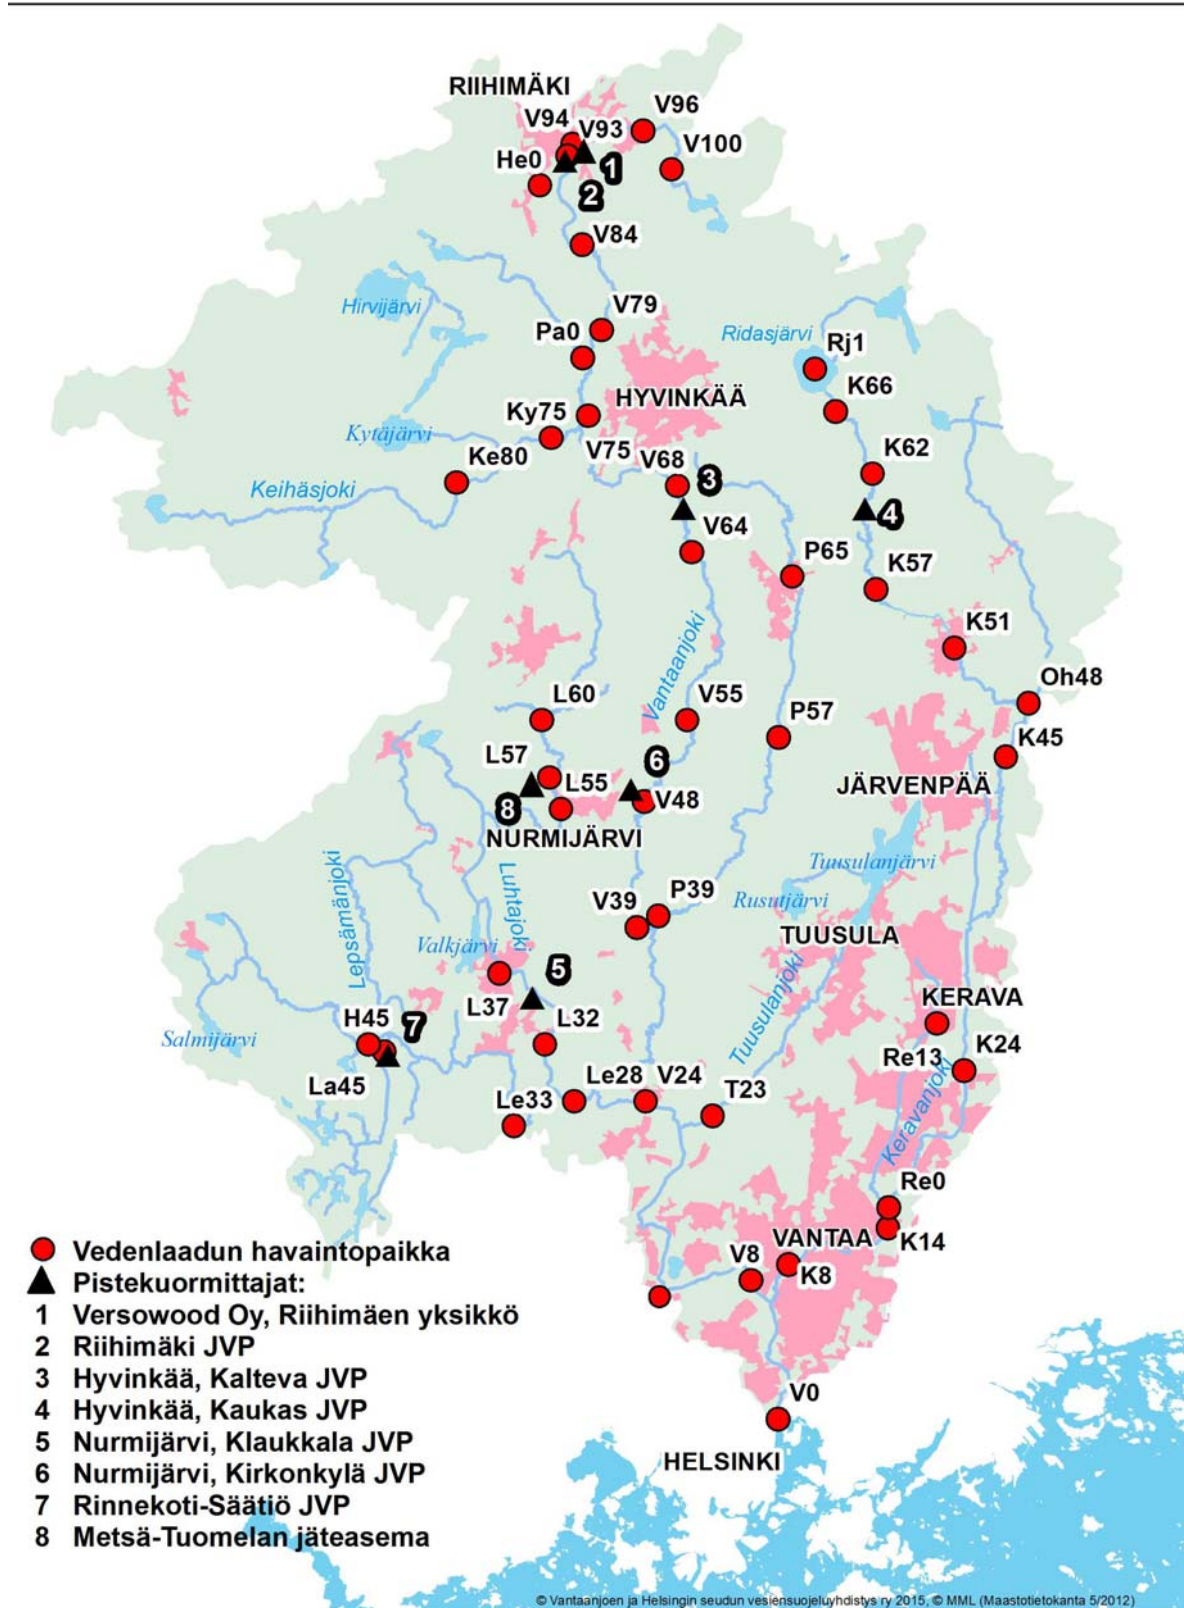 RIIHIMÄKI
V96
V94
V93
V100
He0
1
2
V84
Hirvijärvi
V79
Ridasjärvi
Pa0
Rj1
K66
HYVINKÄÄ
Ky75
Kytäjärvi
V75
V68
K62
Ke80
3
Keihäsjoki
4
V64
P65
K57
K51
Vantaanjoki
Oh48
L60
V55
P57
K45
L57
6
L55
JÄRVENPÄÄ
8
V48
NURMIJÄRVI
Tuusulanjärvi
Lepsämänjoki
Luhtajoki
Rusutjärvi
V39
P39
TUUSULA
Valkjärvi
5
KERAVA
L37
Tuusulanjoki
H45
7
L32
Salmijärvi
Re13
K24
La45
Le28
V24
T23
Le33
Keravanjoki
Re0
VANTAA
K14
V8
K8
V0
HELSINKI
Vedenlaadun havaintopaikka
Pistekuormittajat:
1 Versowood Oy, Riihimäen yksikkö
2 Riihimäki JVP
3 Hyvinkää, Kalteva JVP
4 Hyvinkää, Kaukas JVP
5 Nurmijärvi, Klaukkala JVP
6 Nurmijärvi, Kirkonkylä JVP
7 Rinnekoti-Säätiö JVP
8 Metsä-Tuomelan jäteasema
© Vantaanjoen ja Helsingin seudun vesiensuojeluyhdistys ry 2015, © MML (Maastotietokanta 5/2012)